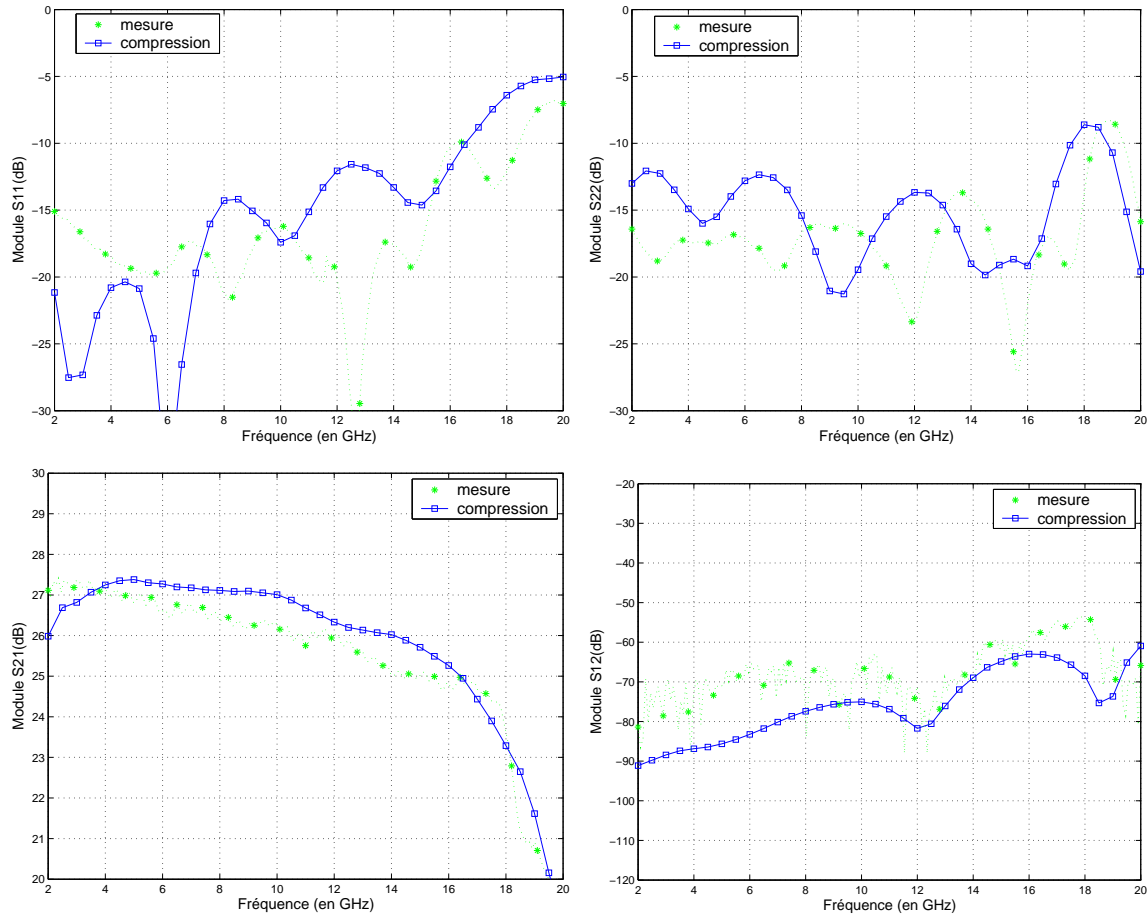 mesure
compression
Module S11(dB)
0
−5
−10
−15
−20
−25
−30
2 4 6 8 10 12 14 16 18 20
Fréquence (en GHz)
mesure
compression
Module S22(dB)
0
−5
−10
−15
−20
−25
−30
2 4 6 8 10 12 14 16 18 20
Fréquence (en GHz)
mesure
compression
Module S21(dB)
30
29
28
27
26
25
24
23
22
21
20
2 4 6 8 10 12 14 16 18 20
Fréquence (en GHz)
mesure
compression
Module S12(dB)
−20
−30
−40
−50
−60
−70
−80
−90
−100
−110
−120
2 4 6 8 10 12 14 16 18 20
Fréquence (en GHz)